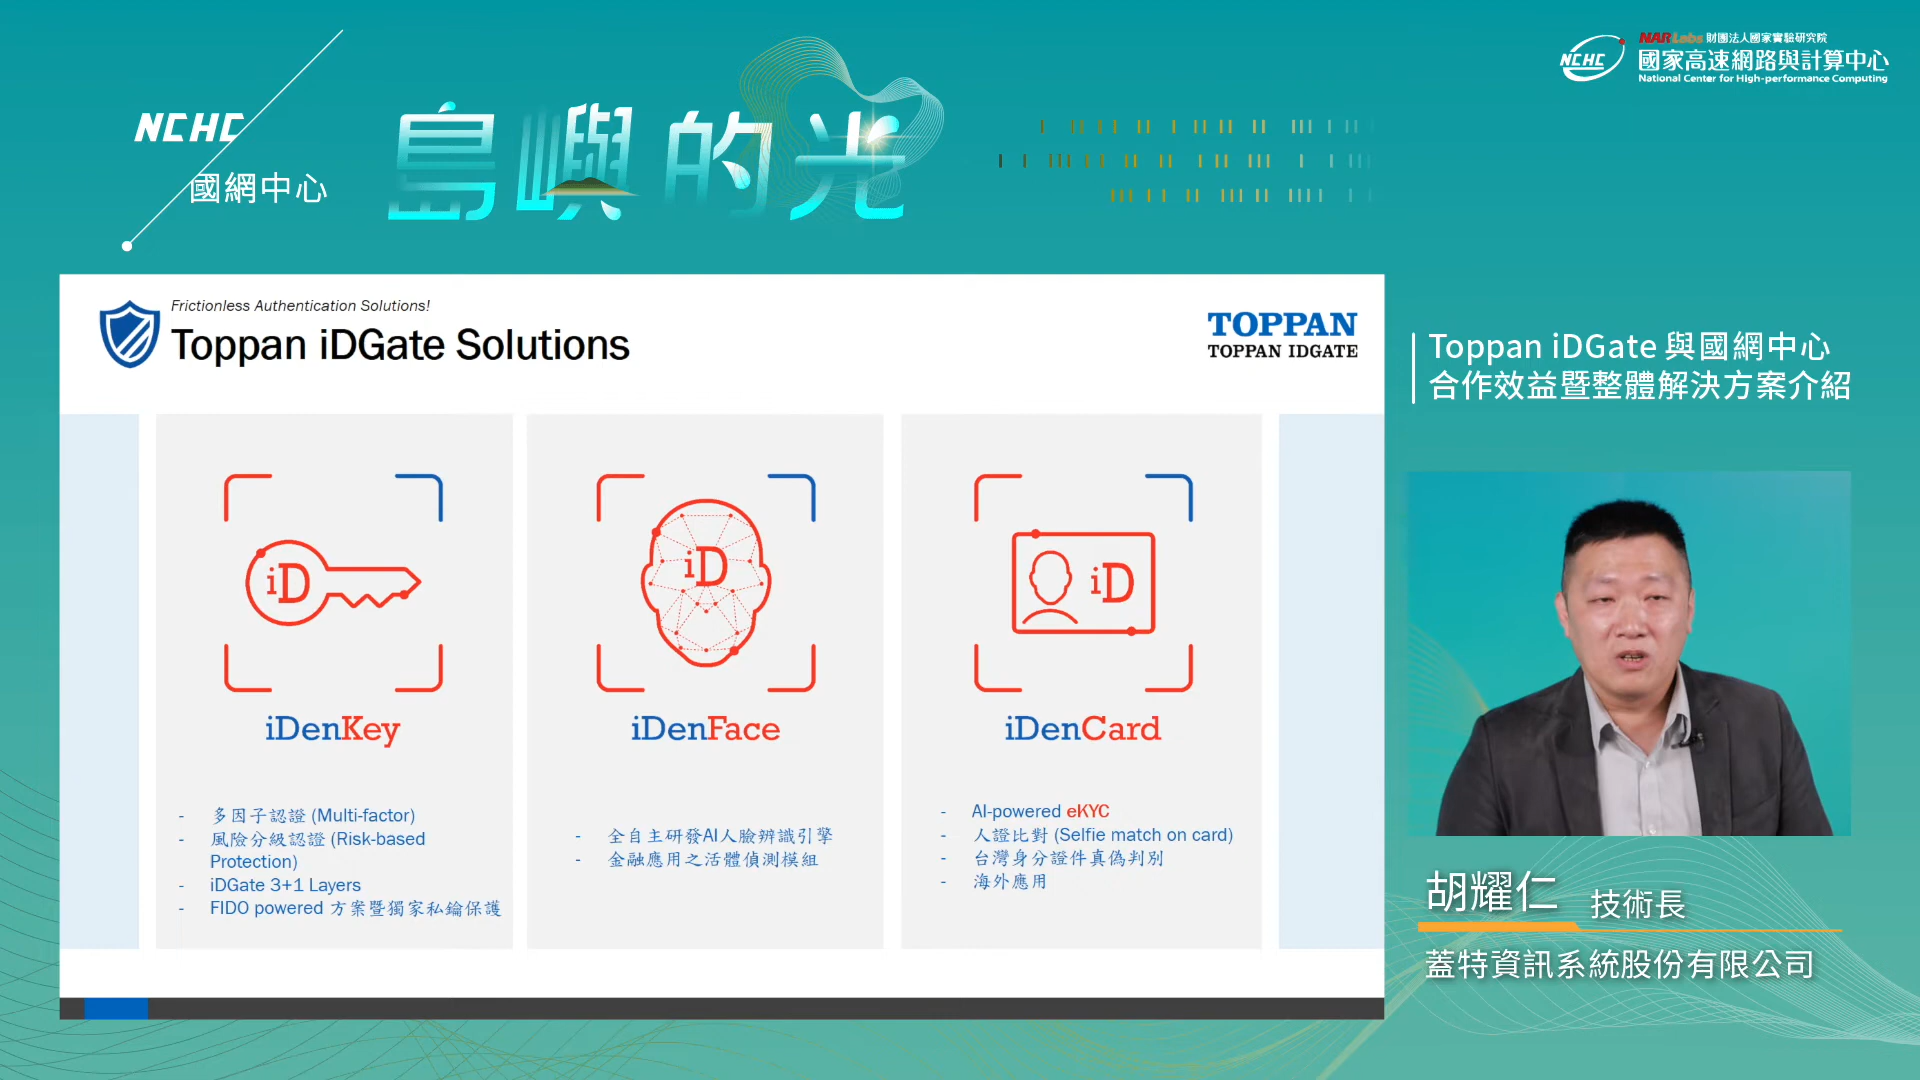 NCHC
國網中心
島嶼的光
NCHC
NARLabs 財團法人國家實驗研究院
國家高速網路與計算中心
National Center for High-performance Computing
Frictionless Authentication Solutions!
Toppan iDGate Solutions
TOPPAN
TOPPAN IDGATE
iD
iDenKey
- 多因子認證 (Multi-factor)
- 風險分級認證 (Risk-based
Protection)
- iDGate 3+1 Layers
- FIDO powered 方案暨獨家私鑰保護
iD
iDenFace
- 全自主研發AI人臉辨識引擎
- 金融應用之活體偵測模組
iD
iDenCard
- AI-powered eKYC
- 人證比對 (Selfie match on card)
- 台灣身分證件真偽判別
- 海外應用
Toppan iDGate 與國網中心
合作效益暨整體解決方案介紹
胡耀仁 技術長
蓋特資訊系統股份有限公司